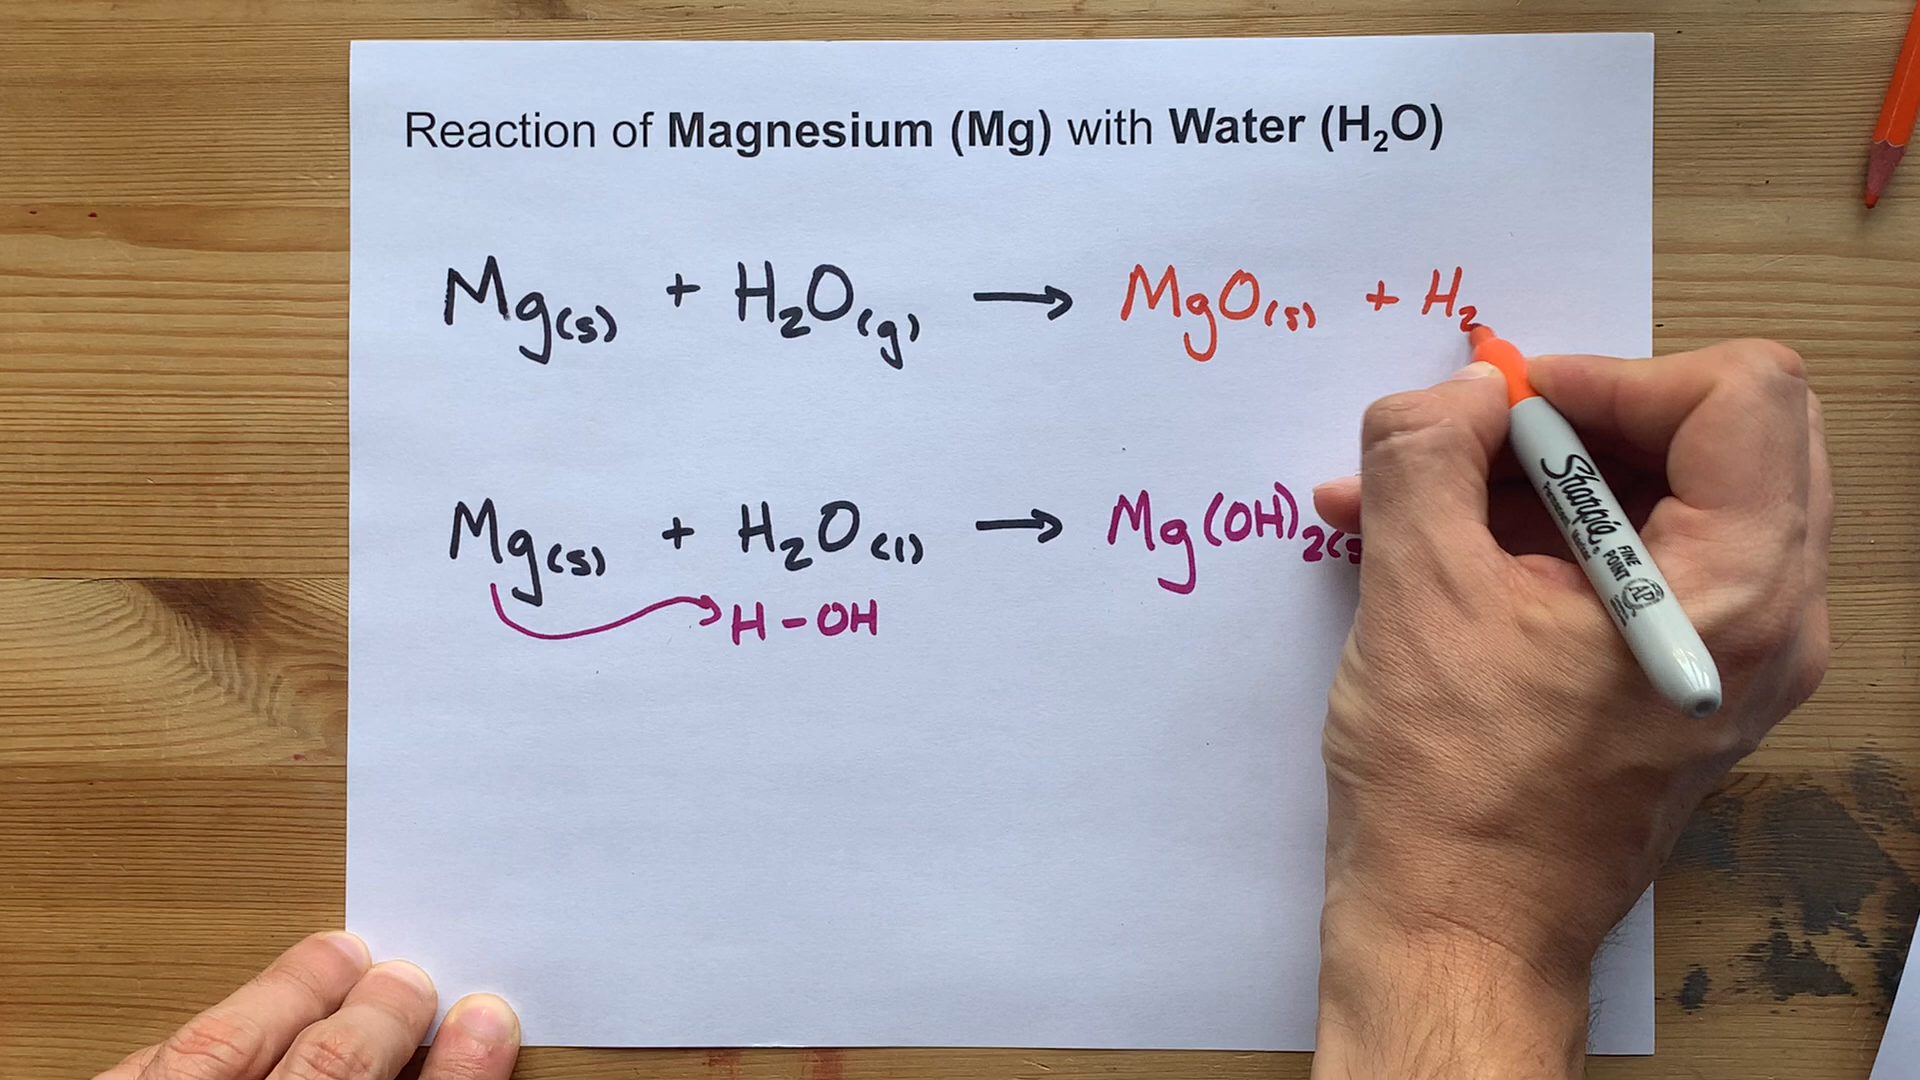 Reaction of Magnesium (Mg) with Water (H₂O)
Mg(s) + H₂O(g) → MgO(s) + H₂
Mg(s) + H₂O(l) → Mg(OH)₂(s
H-OH
Sharpie.
FINE
POINT
AP